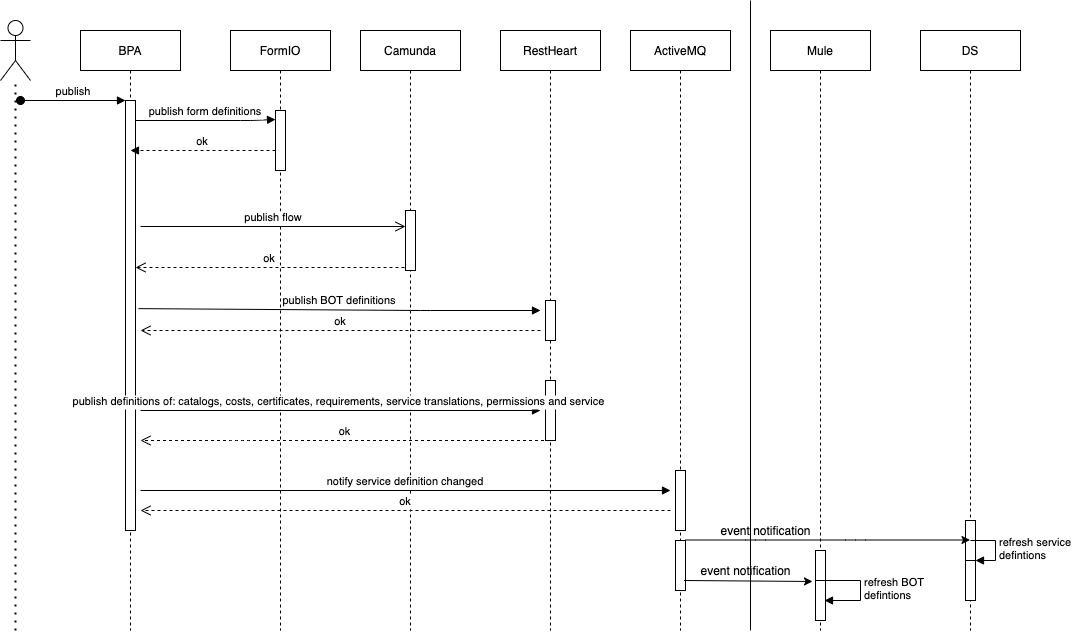 BPA
FormIO
Camunda
RestHeart
ActiveMQ
Mule
DS
publish
publish form definitions
ok
publish flow
ok
publish BOT definitions
ok
publish definitions of: catalogs, costs, certificates, requirements, service translations, permissions and service
ok
notify service definition changed
ok
event notification
refresh service
defintions
event notification
refresh BOT
defintions